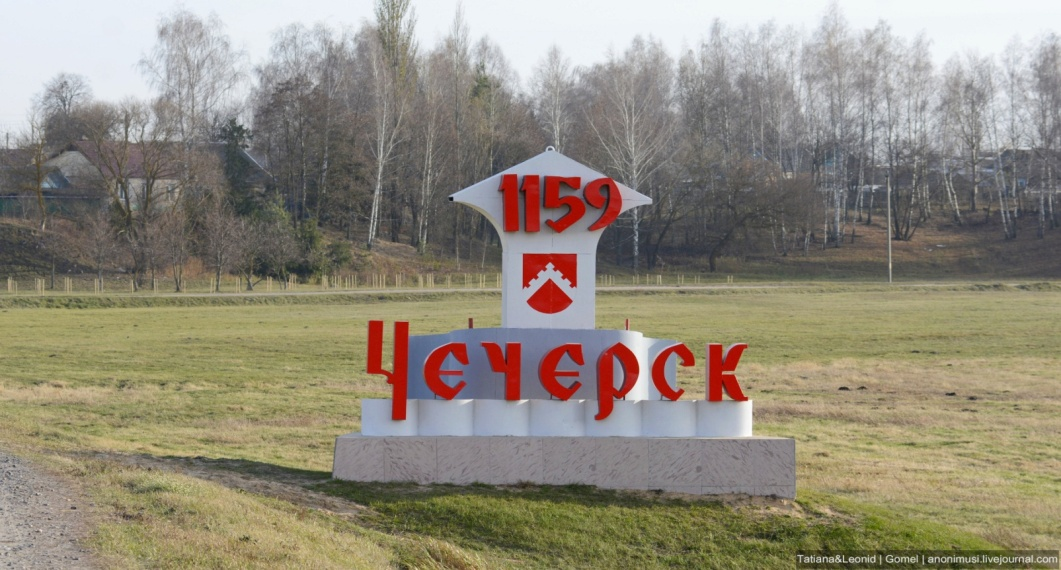 1159
Чечерск
Tatiana&Leonid | Gomel | anonimusi.livejournal.com